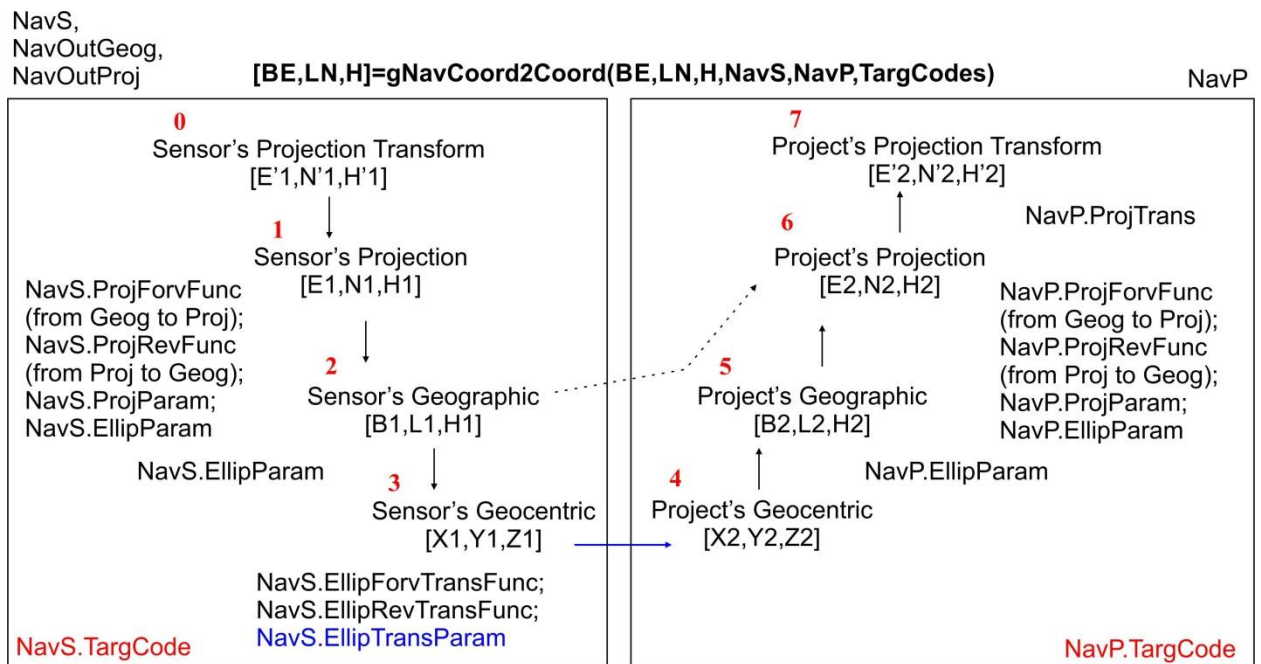 NavS,
NavOutGeog,
NavOutProj
[BE,LN,H]=gNavCoord2Coord(BE,LN,H,NavS,NavP,TargCodes)
NavP
0
Sensor's Projection Transform
[E'1,N'1,H'1]
1
Sensor's Projection
[E1,N1,H1]
NavS.ProjForvFunc
(from Geog to Proj);
NavS.ProjRevFunc
(from Proj to Geog);
NavS.ProjParam;
NavS.EllipParam
2
Sensor's Geographic
[B1,L1,H1]
NavS.EllipParam
3
Sensor's Geocentric
[X1,Y1,Z1]
NavS.EllipForvTransFunc;
NavS.EllipRevTransFunc;
NavS.EllipTransParam
NavS.TargCode
7
Project's Projection Transform
[E'2,N'2,H'2]
NavP.ProjTrans
6
Project's Projection
[E2,N2,H2]
NavP.ProjForvFunc
(from Geog to Proj);
NavP.ProjRevFunc
(from Proj to Geog);
NavP.ProjParam;
NavP.EllipParam
5
Project's Geographic
[B2,L2,H2]
NavP.EllipParam
4
Project's Geocentric
[X2,Y2,Z2]
NavP.TargCode